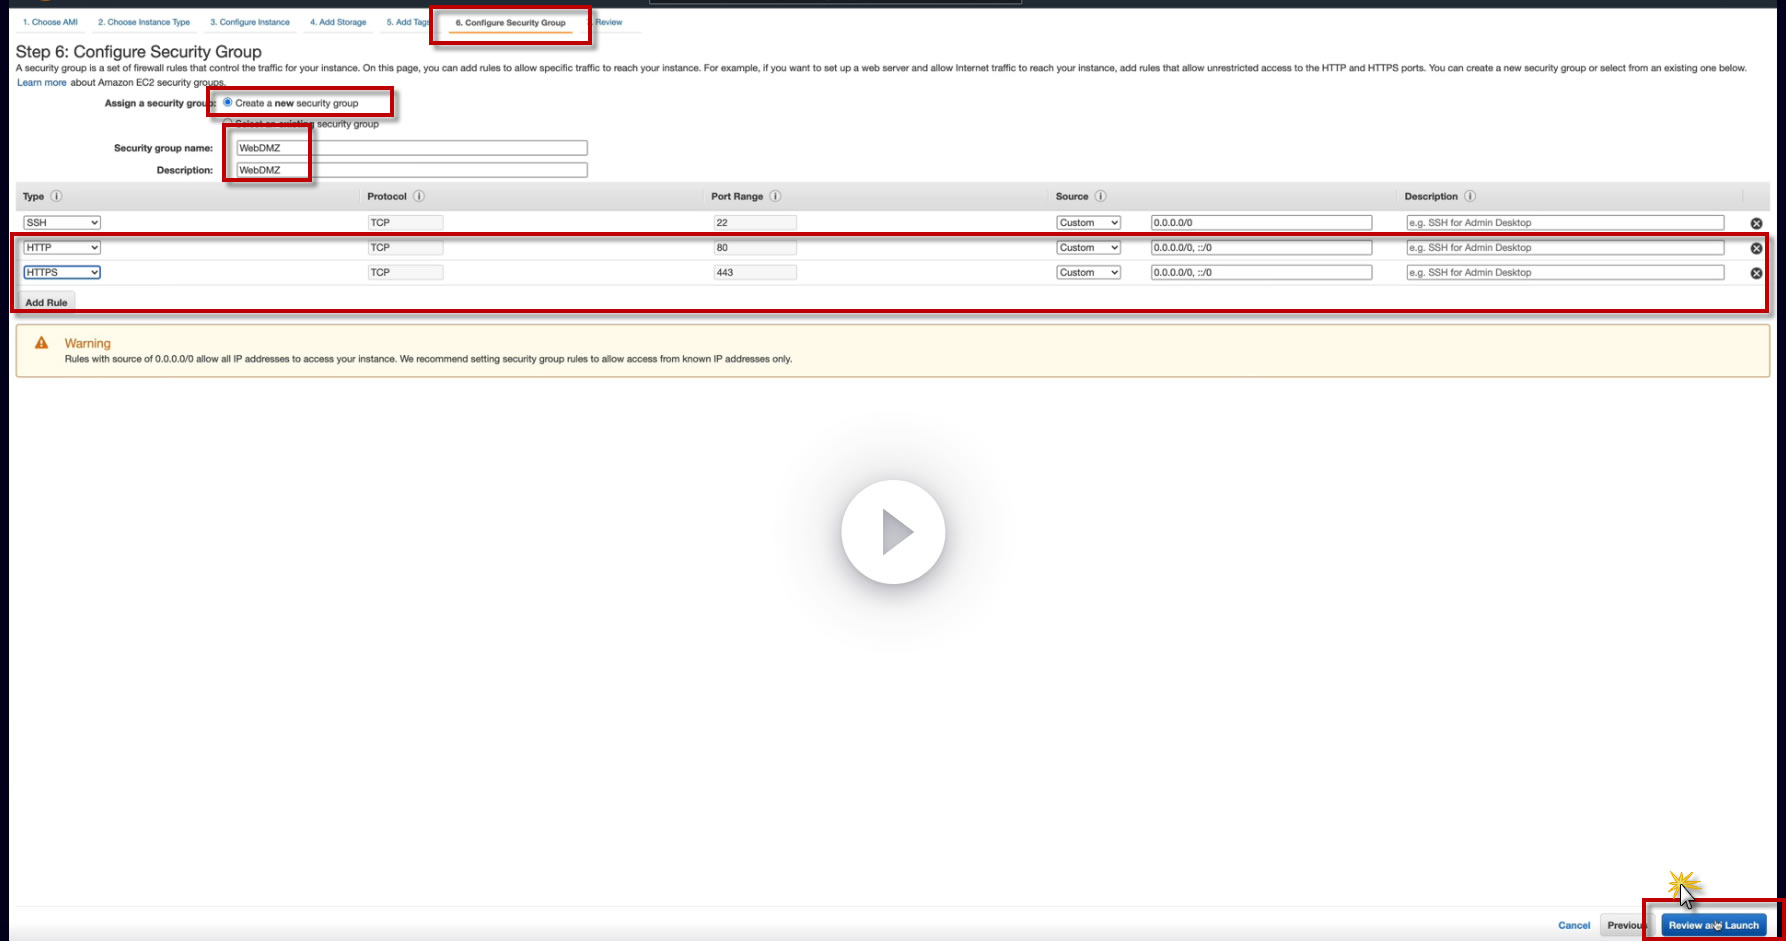 1. Choose AMI 2. Choose Instance Type 3. Configure Instance 4. Add Storage 5. Add Tags 6. Configure Security Group Review
Step 6: Configure Security Group
A security group is a set of firewall rules that control the traffic for your instance. On this page, you can add rules to allow specific traffic to reach your instance. For example, if you want to set up a web server and allow Internet traffic to reach your instance, add rules that allow unrestricted access to the HTTP and HTTPS ports. You can create a new security group or select from an existing one below.
Learn more about Amazon EC2 security groups.
Assign a security group: Create a new security group
Select an existing security group
Security group name: WebDMZ
Description: WebDMZ
Type Protocol Port Range Source Description
SSH TCP 22 Custom 0.0.0.0/0 e.g. SSH for Admin Desktop
HTTP TCP 80 Custom 0.0.0.0/0, ::/0 e.g. SSH for Admin Desktop
HTTPS TCP 443 Custom 0.0.0.0/0, ::/0 e.g. SSH for Admin Desktop
Add Rule
Warning
Rules with source of 0.0.0.0/0 allow all IP addresses to access your instance. We recommend setting security group rules to allow access from known IP addresses only.
Cancel Previous Review and Launch